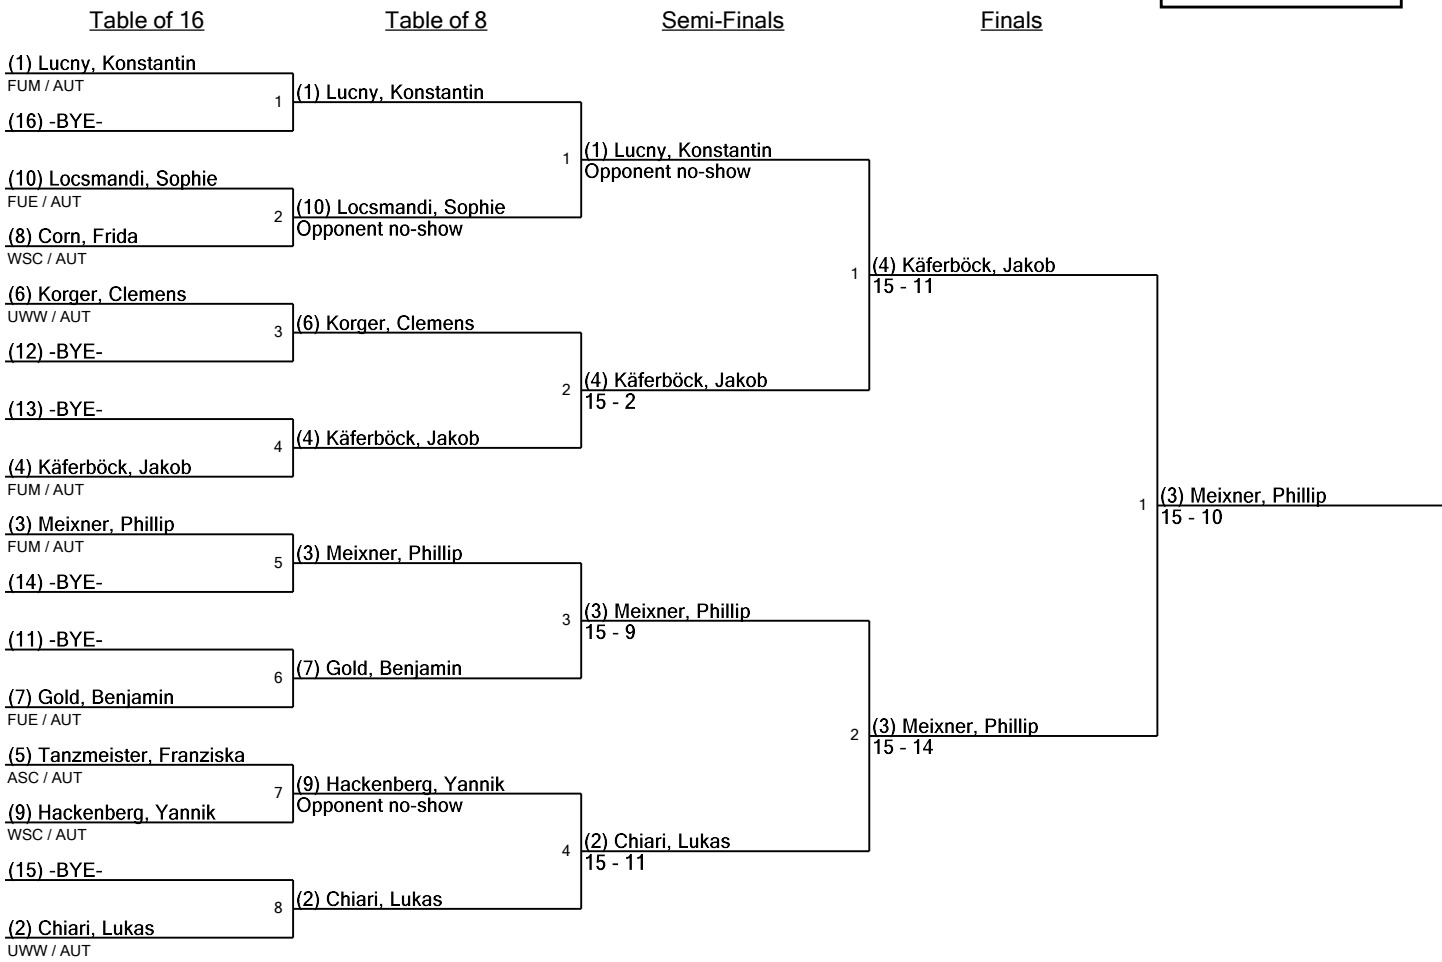 Table of 16
Table of 8
Semi-Finals
Finals
(1) Lucny, Konstantin
FUM / AUT
(16) -BYE-
(10) Locsmandi, Sophie
FUE / AUT
(8) Corn, Frida
WSC / AUT
(6) Korger, Clemens
UWW / AUT
(12) -BYE-
(13) -BYE-
(4) Käferböck, Jakob
FUM / AUT
(3) Meixner, Phillip
FUM / AUT
(14) -BYE-
(11) -BYE-
(7) Gold, Benjamin
FUE / AUT
(5) Tanzmeister, Franziska
ASC / AUT
(9) Hackenberg, Yannik
WSC / AUT
(15) -BYE-
(2) Chiari, Lukas
UWW / AUT
1
(1) Lucny, Konstantin
2
(10) Locsmandi, Sophie
Opponent no-show
3
(6) Korger, Clemens
4
(4) Käferböck, Jakob
5
(3) Meixner, Phillip
6
(7) Gold, Benjamin
7
(9) Hackenberg, Yannik
Opponent no-show
8
(2) Chiari, Lukas
1
(1) Lucny, Konstantin
Opponent no-show
2
(4) Käferböck, Jakob
15 - 2
3
(3) Meixner, Phillip
15 - 9
4
(2) Chiari, Lukas
15 - 11
1
(4) Käferböck, Jakob
15 - 11
2
(3) Meixner, Phillip
15 - 14
1
(3) Meixner, Phillip
15 - 10